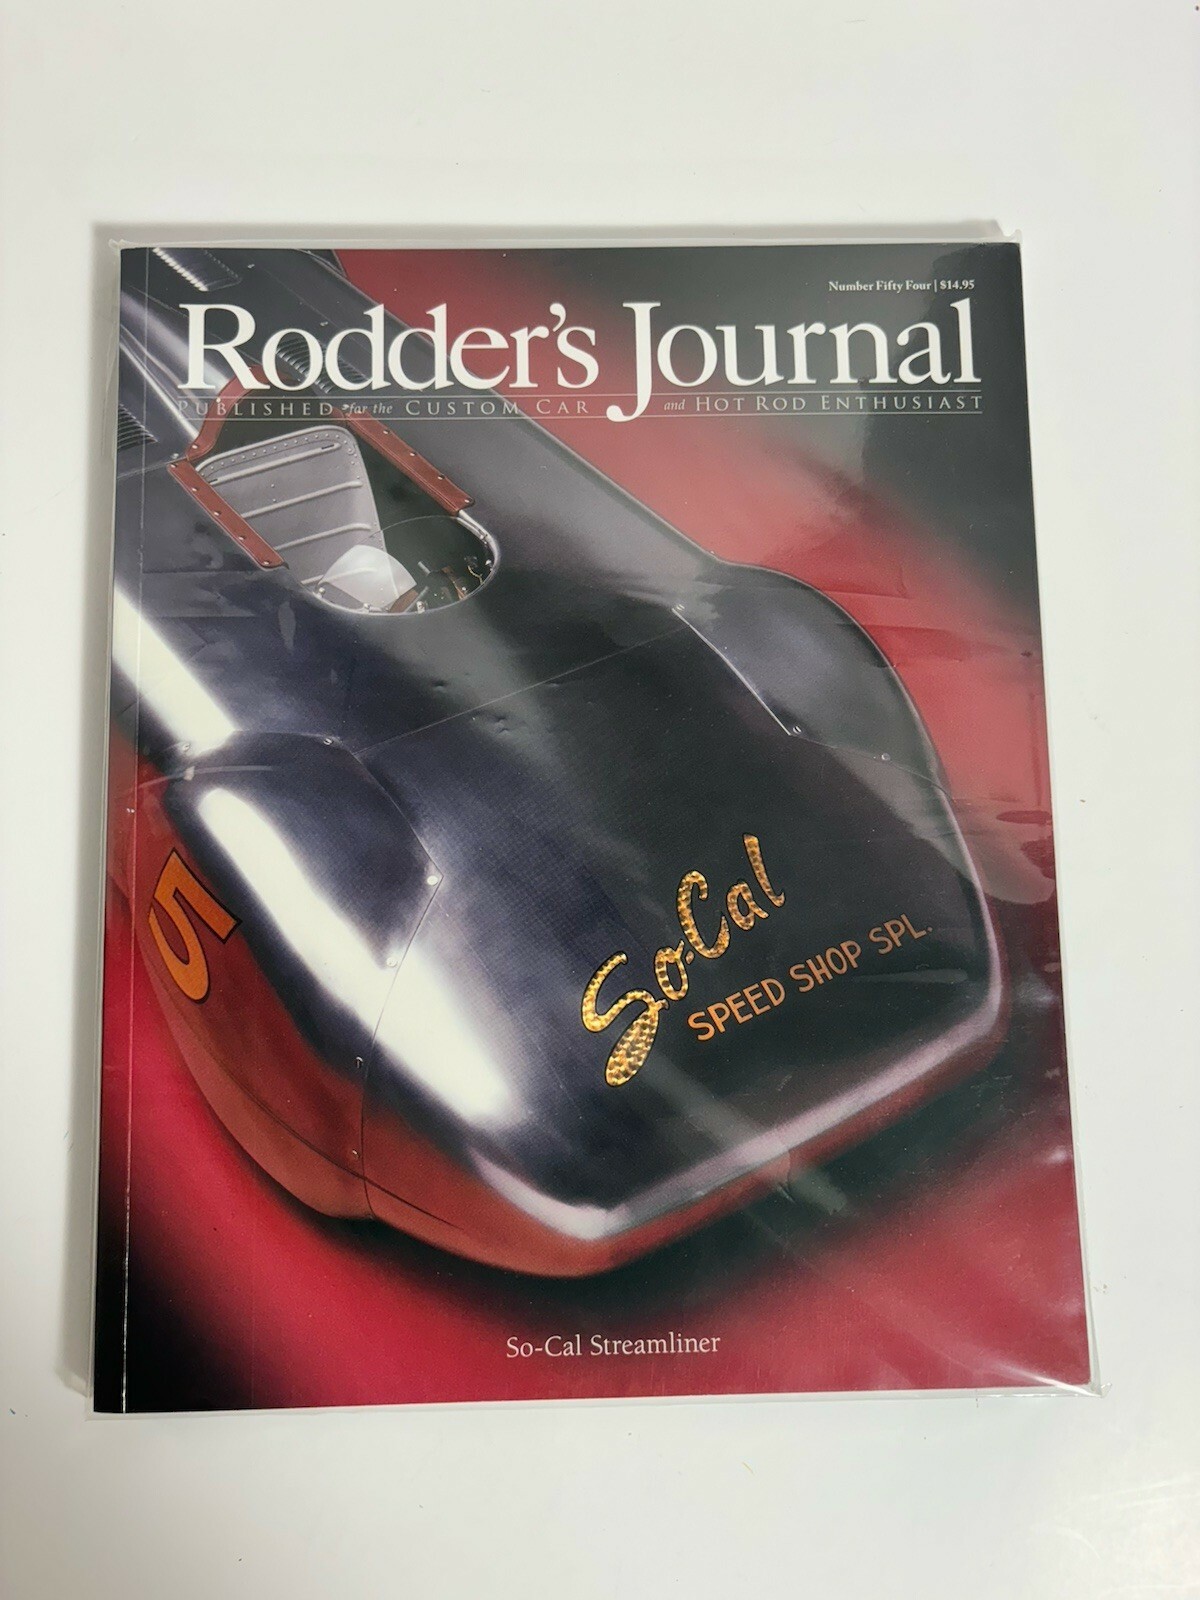 Number Fifty Four | $14.95
Rodder's Journal
PUBLISHED for the CUSTOM CAR and HOT ROD ENTHUSIAST
5
So-Cal
SPEED SHOP SPL.
So-Cal Streamliner